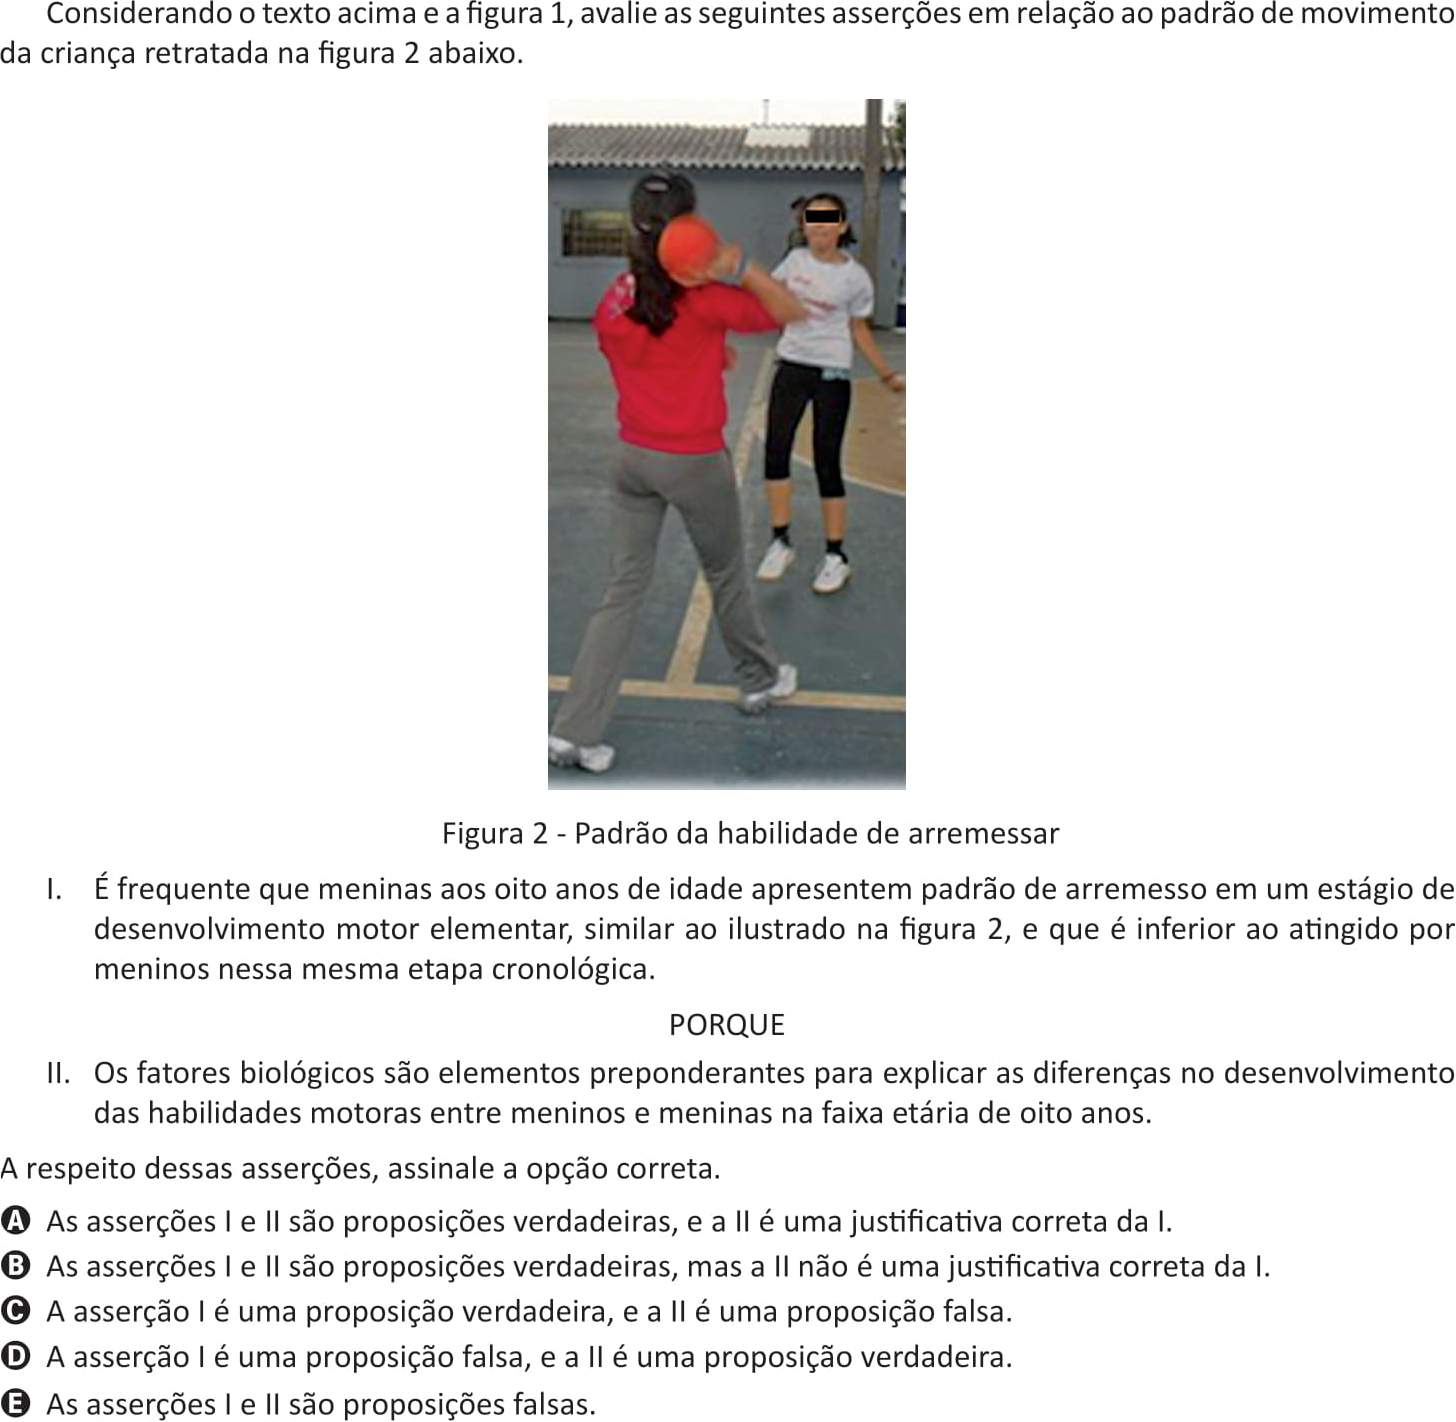 Considerando o texto acima e a figura 1, avalie as seguintes asserções em relação ao padrão de movimento
da criança retratada na figura 2 abaixo.
Figura 2 - Padrão da habilidade de arremessar
I. É frequente que meninas aos oito anos de idade apresentem padrão de arremesso em um estágio de
desenvolvimento motor elementar, similar ao ilustrado na figura 2, e que é inferior ao atingido por
meninos nessa mesma etapa cronológica.
PORQUE
II. Os fatores biológicos são elementos preponderantes para explicar as diferenças no desenvolvimento
das habilidades motoras entre meninos e meninas na faixa etária de oito anos.
A respeito dessas asserções, assinale a opção correta.
A As asserções I e II são proposições verdadeiras, e a II é uma justificativa correta da I.
B As asserções I e II são proposições verdadeiras, mas a II não é uma justificativa correta da I.
C A asserção I é uma proposição verdadeira, e a II é uma proposição falsa.
D A asserção I é uma proposição falsa, e a II é uma proposição verdadeira.
E As asserções I e II são proposições falsas.